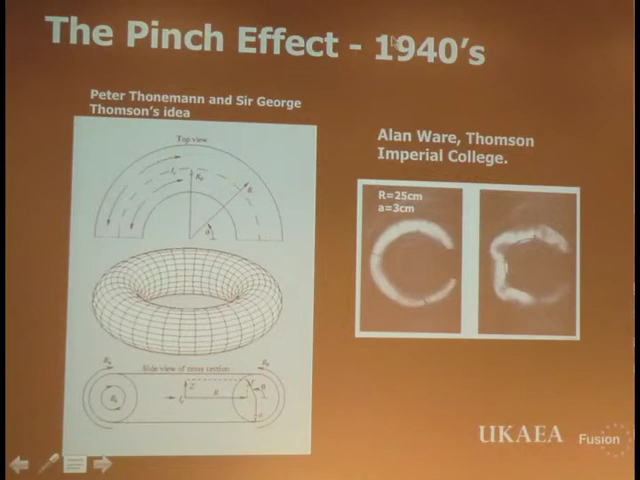 The Pinch Effect - 1940's
Peter Thonemann and Sir George
Thomson's idea
Top view
Side view of cross section
Alan Ware, Thomson
Imperial College.
R=25cm
a=3cm
UKAEA Fusion